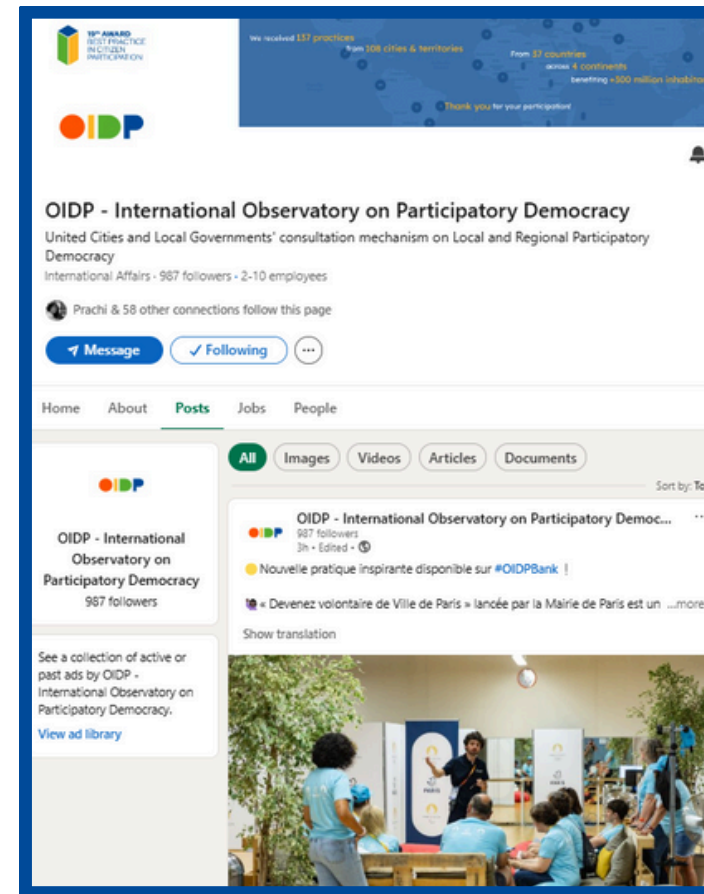 19TH AWARD
BEST PRACTICE
IN CITIZEN
PARTICIPATION
We received 137 practices
from 108 cities & territories
From 37 countries
across 4 continents
benefiting +300 million inhabitan
Thank you for your participation!
OIDP
OIDP - International Observatory on Participatory Democracy
United Cities and Local Governments' consultation mechanism on Local and Regional Participatory
Democracy
International Affairs · 987 followers · 2-10 employees
Prachi & 58 other connections follow this page
Message
Following
Home About Posts Jobs People
All Images Videos Articles Documents
Sort by: To
OIDP
OIDP - International
Observatory on
Participatory Democracy
987 followers
See a collection of active or
past ads by OIDP -
International Observatory on
Participatory Democracy.
View ad library
OIDP
OIDP - International Observatory on Participatory Democ...
987 followers
3h • Edited •
Nouvelle pratique inspirante disponible sur #OIDPBank !
« Devenez volontaire de Ville de Paris » lancée par la Mairie de Paris est un ...more
Show translation
PARIS